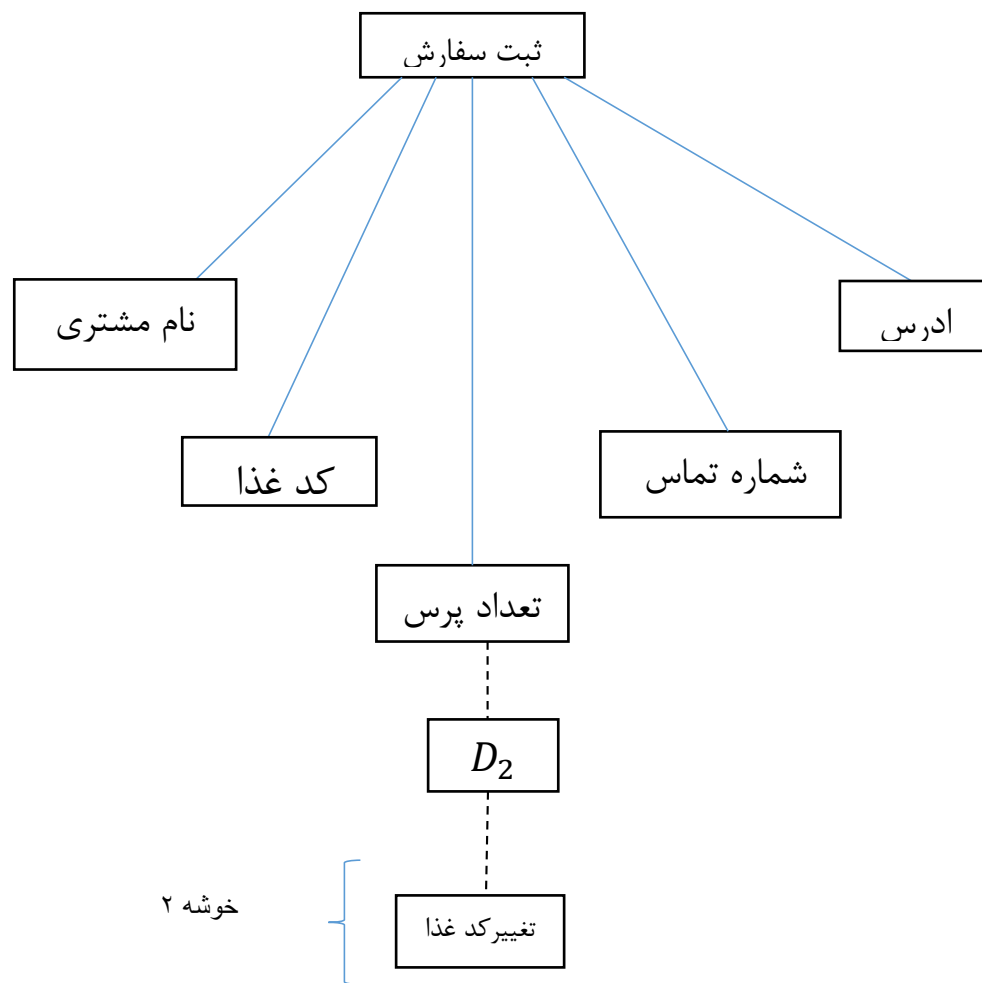 ثبت سفارش
ادرس
نام مشتری
شماره تماس
کد غذا
تعداد پرس
D₂
خوشه ۲
تغییرکد غذا